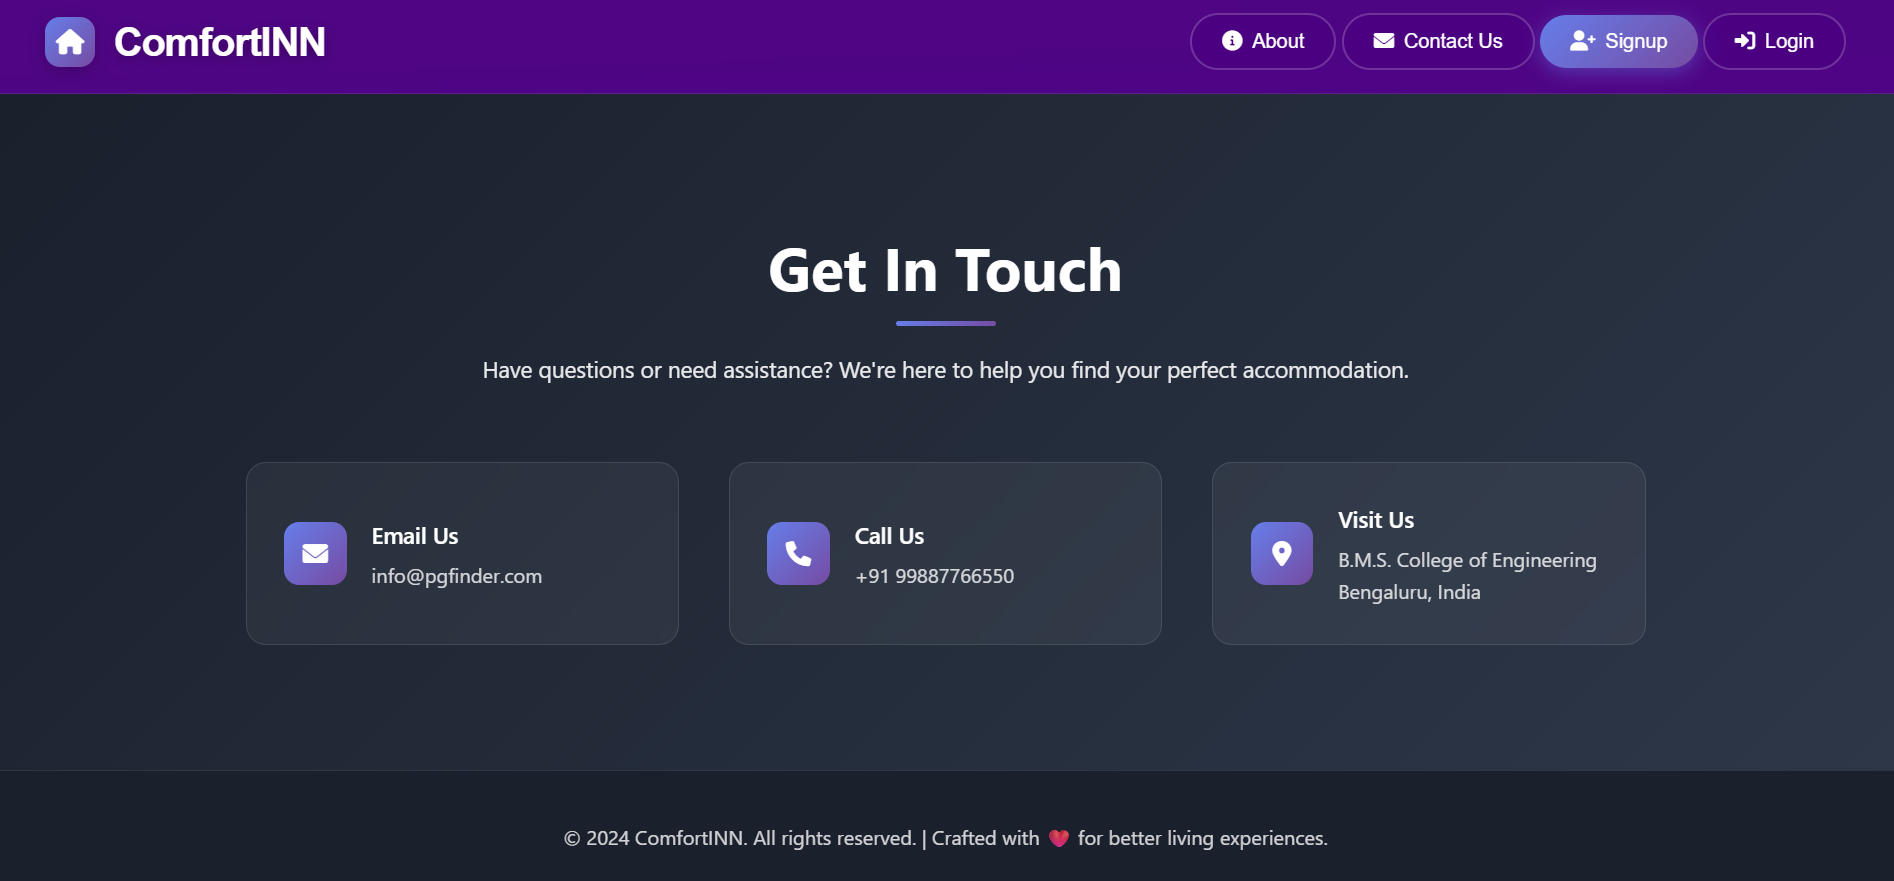 ComfortINN
About
Contact Us
Signup
Login
Get In Touch
Have questions or need assistance? We're here to help you find your perfect accommodation.
Email Us
info@pgfinder.com
Call Us
+91 99887766550
Visit Us
B.M.S. College of Engineering
Bengaluru, India
© 2024 ComfortINN. All rights reserved. | Crafted with 💗 for better living experiences.